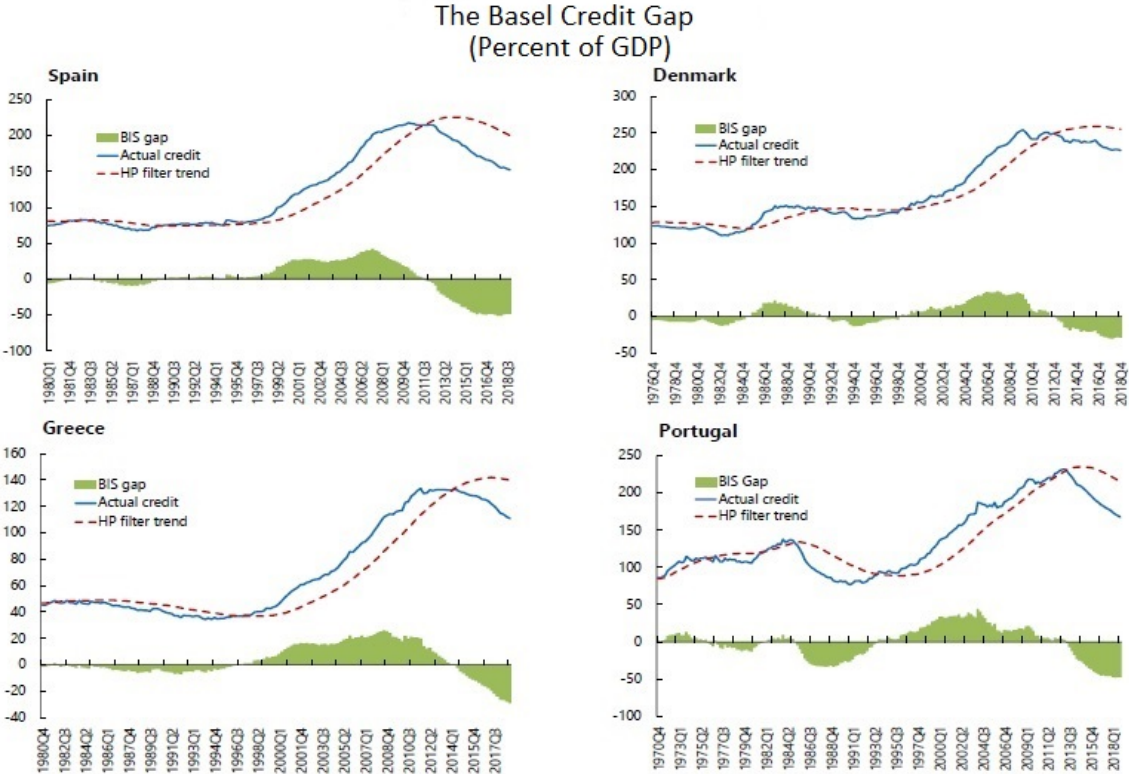 The Basel Credit Gap
(Percent of GDP)
Spain
250
200
150
100
50
0
-50
-100
BIS gap
Actual credit
HP filter trend
1980Q1
1981Q4
1983Q3
1985Q2
1987Q1
1988Q4
1990Q3
1992Q2
1994Q1
1995Q4
1997Q3
1999Q2
2001Q1
2002Q4
2004Q3
2006Q2
2008Q1
2009Q4
2011Q3
2013Q2
2015Q1
2016Q4
2018Q3
Denmark
300
250
200
150
100
50
0
-50
BIS gap
Actual credit
HP filter trend
1976Q4
1978Q4
1980Q4
1982Q4
1984Q4
1986Q4
1988Q4
1990Q4
1992Q4
1994Q4
1996Q4
1998Q4
2000Q4
2002Q4
2004Q4
2006Q4
2008Q4
2010Q4
2012Q4
2014Q4
2016Q4
2018Q4
Greece
160
140
120
100
80
60
40
20
0
-20
-40
BIS gap
Actual credit
HP filter trend
1980Q4
1982Q3
1984Q2
1986Q1
1987Q4
1989Q3
1991Q2
1993Q1
1994Q4
1996Q3
1998Q2
2000Q1
2001Q4
2003Q3
2005Q2
2007Q1
2008Q4
2010Q3
2012Q2
2014Q1
2015Q4
2017Q3
Portugal
250
200
150
100
50
0
-50
-100
BIS Gap
Actual credit
HP filter trend
1970Q4
1973Q1
1975Q2
1977Q3
1979Q4
1982Q1
1984Q2
1986Q3
1988Q4
1991Q1
1993Q2
1995Q3
1997Q4
2000Q1
2002Q2
2004Q3
2006Q4
2009Q1
2011Q2
2013Q3
2015Q4
2018Q1